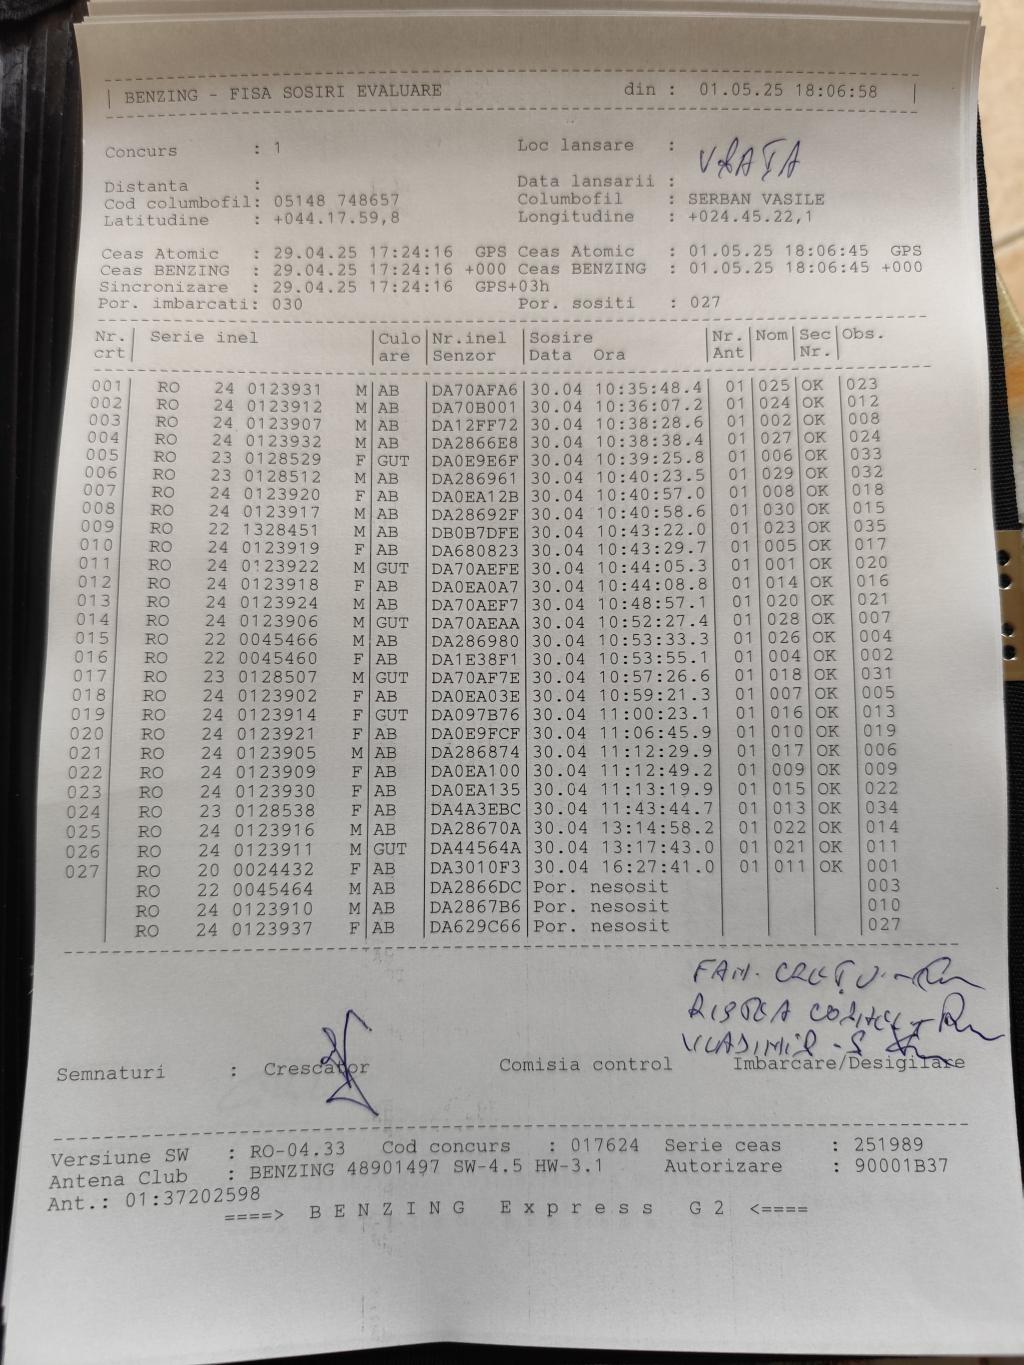 BENZING - FISA SOSIRI EVALUARE din : 01.05.25 18:06:58
Concurs : 1 Loc lansare : VRAȚA
Distanta : Data lansarii :
Cod columbofil: 05148 748657 Columbofil : SERBAN VASILE
Latitudine : +044.17.59,8 Longitudine : +024.45.22,1
Ceas Atomic : 29.04.25 17:24:16 GPS Ceas Atomic : 01.05.25 18:06:45 GPS
Ceas BENZING : 29.04.25 17:24:16 +000 Ceas BENZING : 01.05.25 18:06:45 +000
Sincronizare : 29.04.25 17:24:16 GPS+03h
Por. imbarcati: 030 Por. sositi : 027
Nr. Serie inel Culo Nr.inel Sosire Nr. Nom Sec Obs.
crt are Senzor Data Ora Ant Nr.
001 RO 24 0123931 M AB DA70AFA6 30.04 10:35:48.4 01 025 OK 023
002 RO 24 0123912 M AB DA70B001 30.04 10:36:07.2 01 024 OK 012
003 RO 24 0123907 M AB DA12FF72 30.04 10:38:28.6 01 002 OK 008
004 RO 24 0123932 M AB DA2866E8 30.04 10:38:38.4 01 027 OK 024
005 RO 23 0128529 F GUT DA0E9E6F 30.04 10:39:25.8 01 006 OK 033
006 RO 23 0128512 M AB DA286961 30.04 10:40:23.5 01 029 OK 032
007 RO 24 0123920 F AB DA0EA12B 30.04 10:40:57.0 01 008 OK 018
008 RO 24 0123917 M AB DA28692F 30.04 10:40:58.6 01 030 OK 015
009 RO 22 1328451 M AB DB0B7DFE 30.04 10:43:22.0 01 023 OK 035
010 RO 24 0123919 F AB DA680823 30.04 10:43:29.7 01 005 OK 017
011 RO 24 0123922 M GUT DA70AEFE 30.04 10:44:05.3 01 001 OK 020
012 RO 24 0123918 F AB DA0EA0A7 30.04 10:44:08.8 01 014 OK 016
013 RO 24 0123924 M AB DA70AEF7 30.04 10:48:57.1 01 020 OK 021
014 RO 24 0123906 M GUT DA70AEAA 30.04 10:52:27.4 01 028 OK 007
015 RO 22 0045466 M AB DA286980 30.04 10:53:33.3 01 026 OK 004
016 RO 22 0045460 F AB DA1E38F1 30.04 10:53:55.1 01 004 OK 002
017 RO 23 0128507 M GUT DA70AF7E 30.04 10:57:26.6 01 018 OK 031
018 RO 24 0123902 F AB DA0EA03E 30.04 10:59:21.3 01 007 OK 005
019 RO 24 0123914 F GUT DA097B76 30.04 11:00:23.1 01 016 OK 013
020 RO 24 0123921 F AB DA0E9FCF 30.04 11:06:45.9 01 010 OK 019
021 RO 24 0123905 M AB DA286874 30.04 11:12:29.9 01 017 OK 006
022 RO 24 0123909 F AB DA0EA100 30.04 11:12:49.2 01 009 OK 009
023 RO 24 0123930 F AB DA0EA135 30.04 11:13:19.9 01 015 OK 022
024 RO 23 0128538 F AB DA4A3EBC 30.04 11:43:44.7 01 013 OK 034
025 RO 24 0123916 M AB DA28670A 30.04 13:14:58.2 01 022 OK 014
026 RO 24 0123911 M GUT DA44564A 30.04 13:17:43.0 01 021 OK 011
027 RO 20 0024432 F AB DA3010F3 30.04 16:27:41.0 01 011 OK 001
RO 22 0045464 M AB DA2866DC Por. nesosit 003
RO 24 0123910 M AB DA2867B6 Por. nesosit 010
RO 24 0123937 F AB DA629C66 Por. nesosit 027
FAN. CREȚU
VLADIMIR
Semnaturi : Crescator Comisia control Imbarcare/Desigilare
Versiune SW : RO-04.33 Cod concurs : 017624 Serie ceas : 251989
Antena Club : BENZING 48901497 SW-4.5 HW-3.1 Autorizare : 90001B37
Ant.: 01:37202598
====> B E N Z I N G E x p r e s s G 2 <====